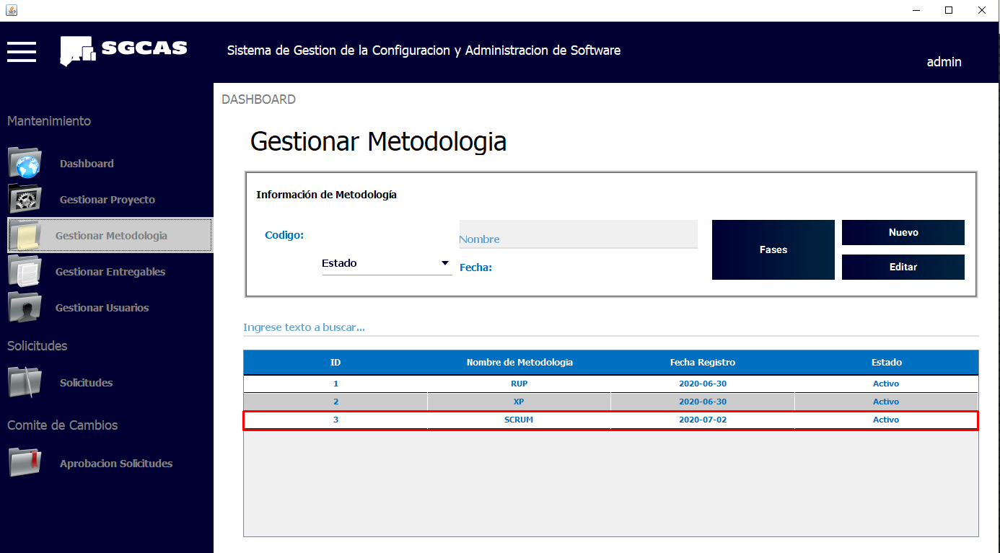 SGCAS
Sistema de Gestion de la Configuracion y Administracion de Software
admin
Mantenimiento
Dashboard
Gestionar Proyecto
Gestionar Metodologia
Gestionar Entregables
Gestionar Usuarios
Solicitudes
Solicitudes
Comite de Cambios
Aprobacion Solicitudes
DASHBOARD
Gestionar Metodologia
Información de Metodología
Codigo:
Nombre
Estado
Fecha:
Fases
Nuevo
Editar
Ingrese texto a buscar...
ID Nombre de Metodologia Fecha Registro Estado
1 RUP 2020-06-30 Activo
2 XP 2020-06-30 Activo
3 SCRUM 2020-07-02 Activo